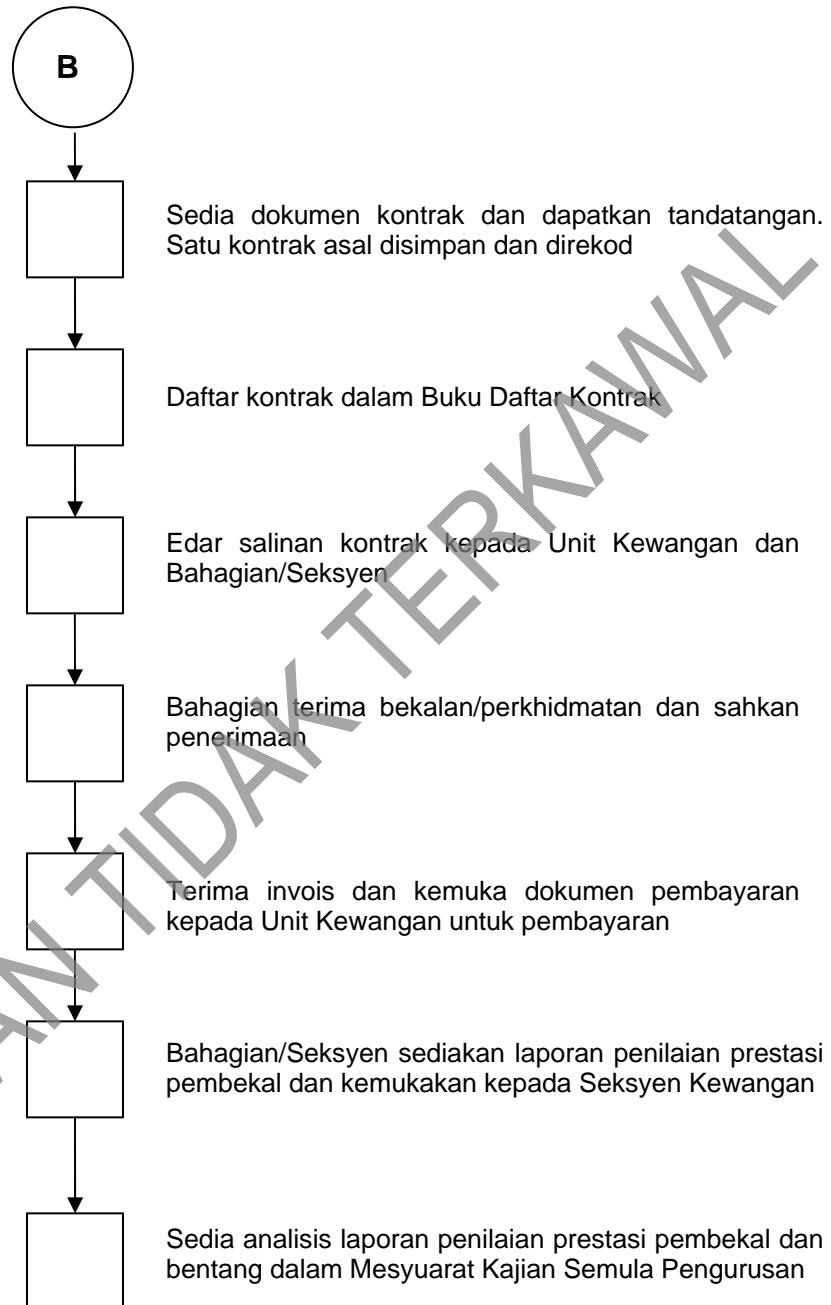 B
Sedia dokumen kontrak dan dapatkan tandatangan.
Satu kontrak asal disimpan dan direkod
Daftar kontrak dalam Buku Daftar Kontrak
Edar salinan kontrak kepada Unit Kewangan dan
Bahagian/Seksyen
Bahagian terima bekalan/perkhidmatan dan sahkan
penerimaan
Terima invois dan kemuka dokumen pembayaran
kepada Unit Kewangan untuk pembayaran
Bahagian/Seksyen sediakan laporan penilaian prestasi
pembekal dan kemukakan kepada Seksyen Kewangan
Sedia analisis laporan penilaian prestasi pembekal dan
bentang dalam Mesyuarat Kajian Semula Pengurusan
AN TIDAK TERKAWAL